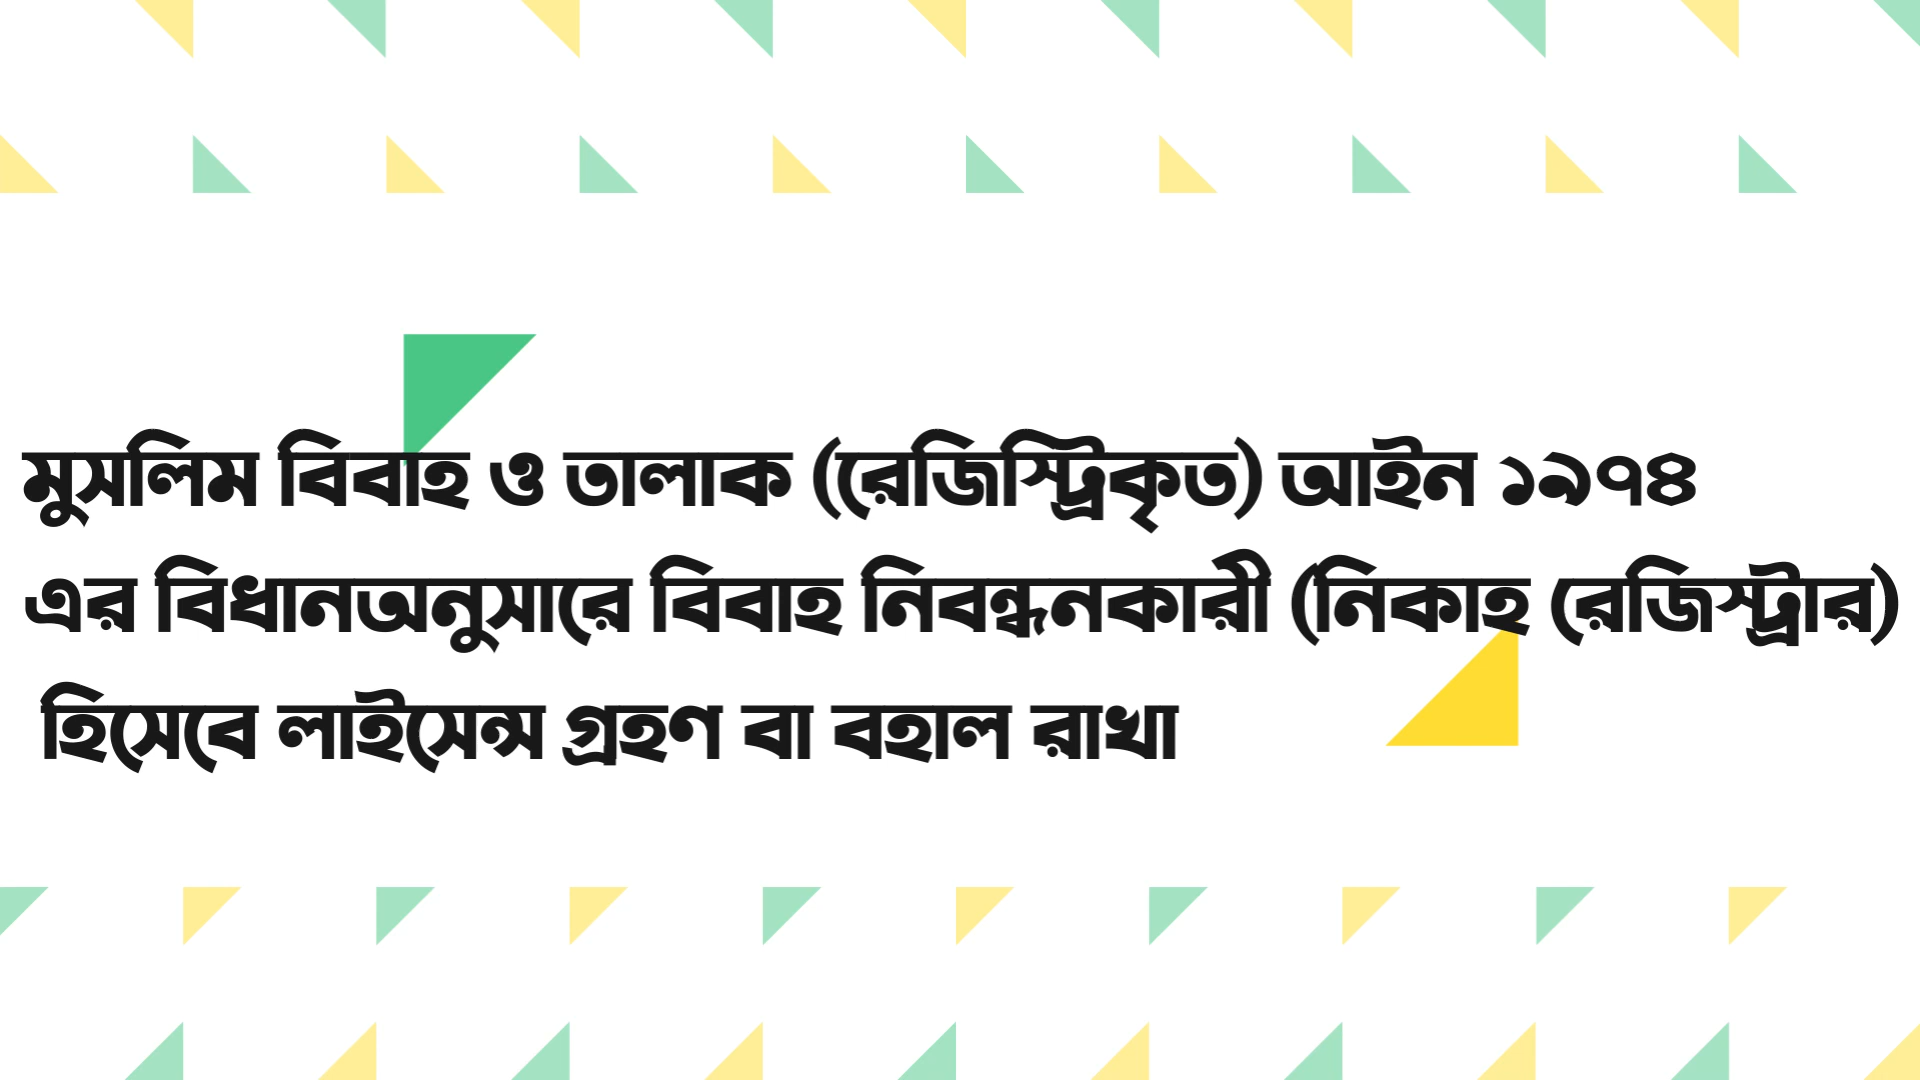 মুসলিম বিবাহ ও তালাক (রেজিস্ট্রিকৃত) আইন ১৯৭৪
এর বিধানঅনুসারে বিবাহ নিবন্ধনকারী (নিকাহ রেজিস্ট্রার)
হিসেবে লাইসেন্স গ্রহণ বা বহাল রাখা